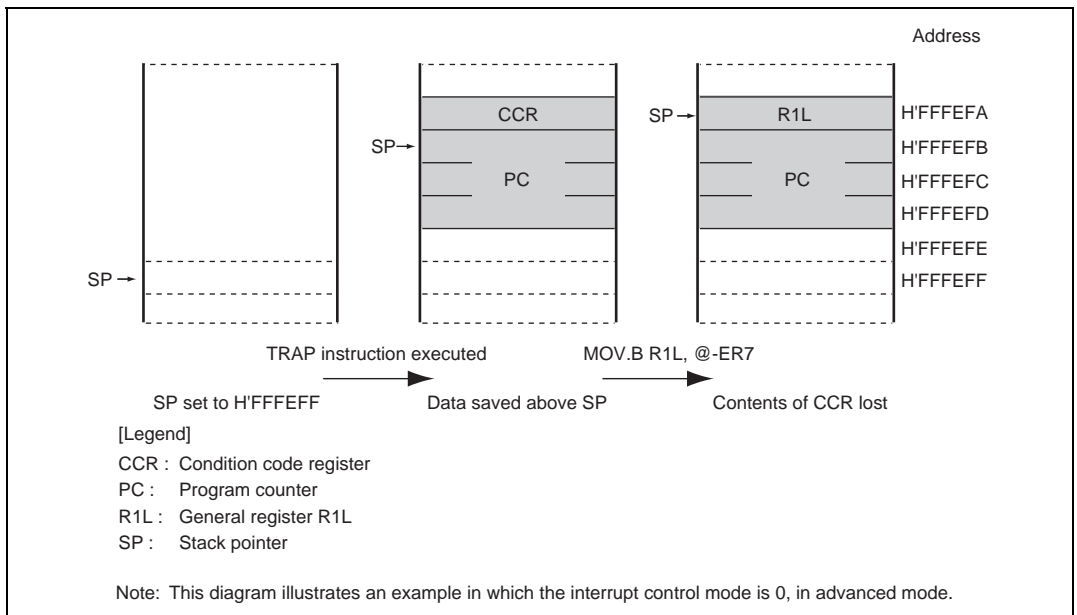 Address
CCR
SP
R1L
H'FFFEFA
SP
H'FFFEFB
PC
PC
H'FFFEFC
H'FFFEFD
H'FFFEFE
SP
H'FFFEFF
TRAP instruction executed
MOV.B R1L, @-ER7
SP set to H'FFFEFF
Data saved above SP
Contents of CCR lost
[Legend]
CCR : Condition code register
PC : Program counter
R1L : General register R1L
SP : Stack pointer
Note: This diagram illustrates an example in which the interrupt control mode is 0, in advanced mode.